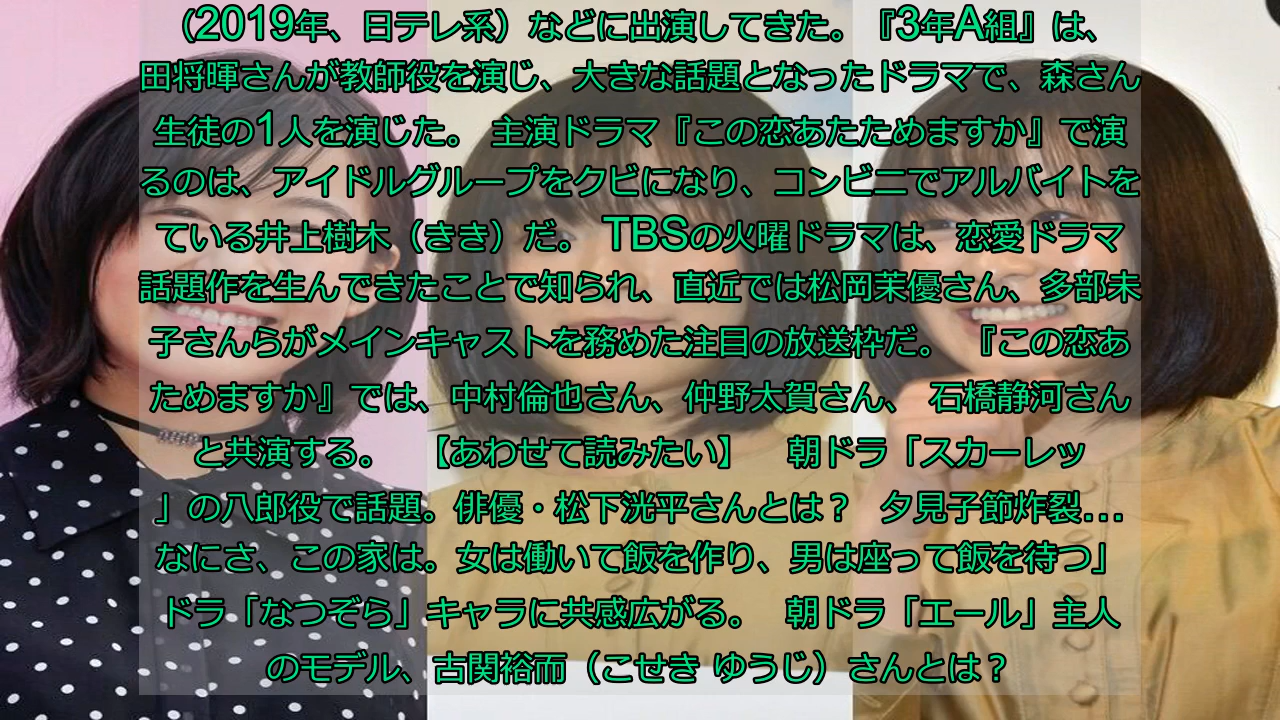 （2019年、日テレ系）などに出演してきた。『3年A組』は、
田将暉さんが教師役を演じ、大きな話題となったドラマで、森さん
生徒の1人を演じた。 主演ドラマ『この恋あたためますか』で演
るのは、アイドルグループをクビになり、コンビニでアルバイトを
ている井上樹木（きき）だ。 TBSの火曜ドラマは、恋愛ドラマ
話題作を生んできたことで知られ、直近では松岡茉優さん、多部未
子さんらがメインキャストを務めた注目の放送枠だ。 『この恋あ
ためますか』では、中村倫也さん、仲野太賀さん、 石橋静河さん
と共演する。 【あわせて読みたい】 朝ドラ「スカーレッ
」の八郎役で話題。俳優・松下洸平さんとは？ 夕見子節炸裂...
なにさ、この家は。女は働いて飯を作り、男は座って飯を待つ」
ドラ「なつぞら」キャラに共感広がる。 朝ドラ「エール」主人
のモデル、古関裕而（こせき ゆうじ）さんとは？